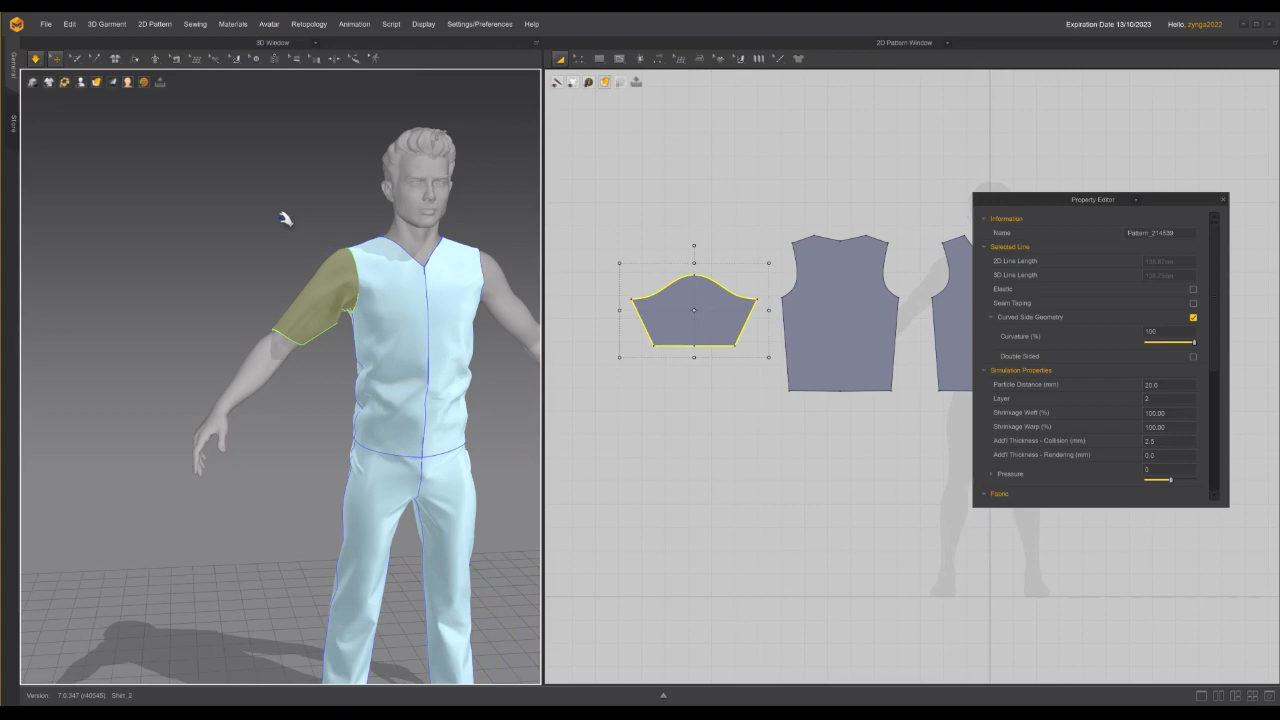 File Edit 3D Garment 2D Pattern Sewing Materials Avatar Retopology Animation Script Display Settings/Preferences Help Expiration Date 13/10/2023 Hello, zynga2022
3D Window 2D Pattern Window
General
Store
Property Editor
Information
Name Pattern_214539
Selected Line
2D Line Length
3D Line Length
Elastic
Seam Taping
Curved Side Geometry
Curvature (%) 100
Double Sided
Simulation Properties
Particle Distance (mm) 20.0
Layer 2
Shrinkage Weft (%) 100.00
Shrinkage Warp (%) 100.00
Add'l Thickness - Collision (mm) 2.5
Add'l Thickness - Rendering (mm) 0.0
Pressure 0
Fabric
Version: 7.0.347 (r40545) Shirt_2